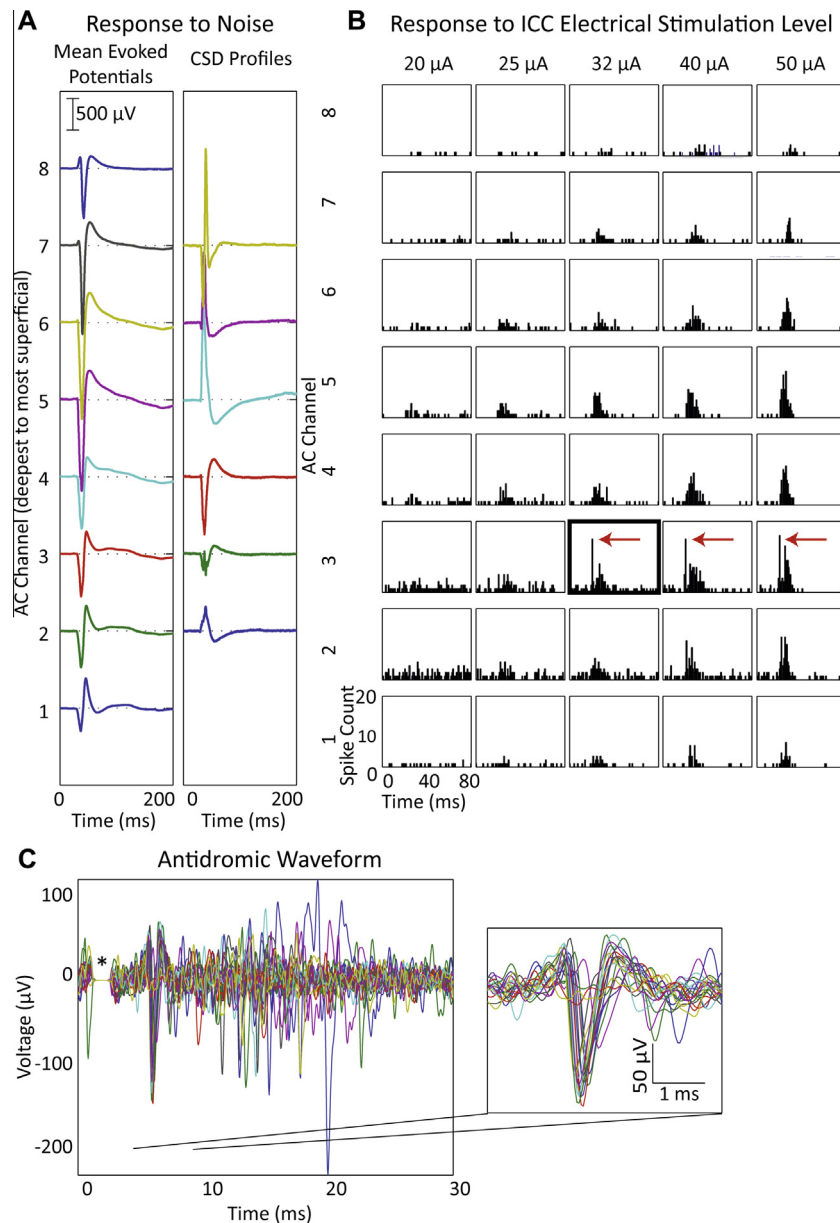 A
Response to Noise
Mean Evoked
Potentials
CSD Profiles
500 µV
AC Channel (deepest to most superficial)
8
7
6
5
4
3
2
1
0
200
Time (ms)
0
200
Time (ms)
B
Response to ICC Electrical Stimulation Level
20 µA
25 µA
32 µA
40 µA
50 µA
AC Channel
8
7
6
5
4
3
2
1
Spike Count
20
10
0
0
40
80
Time (ms)
C
Antidromic Waveform
Voltage (µV)
100
0
-100
-200
*
0
10
20
30
Time (ms)
50 µV
1 ms